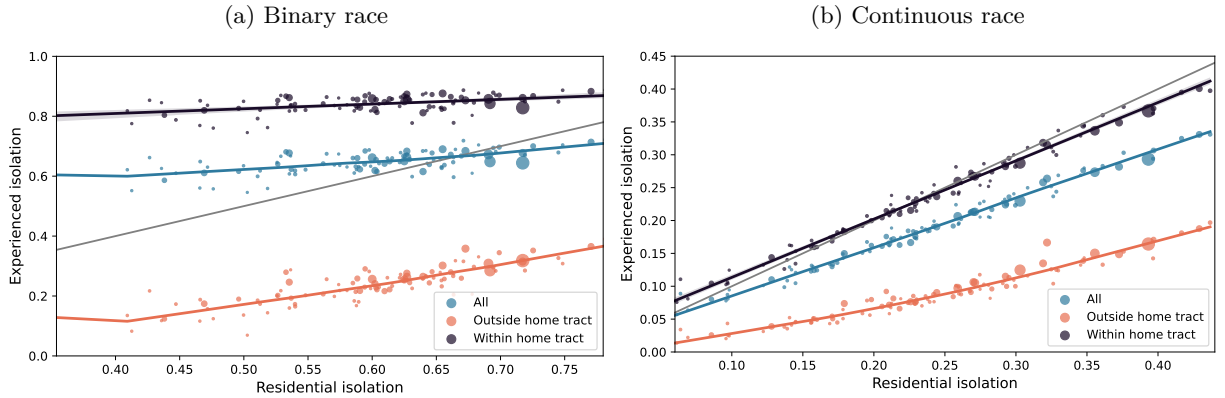 (a) Binary race
1.0
0.8
0.6
0.4
0.2
0.0
Experienced isolation
0.40 0.45 0.50 0.55 0.60 0.65 0.70 0.75
Residential isolation
All
Outside home tract
Within home tract
(b) Continuous race
0.45
0.40
0.35
0.30
0.25
0.20
0.15
0.10
0.05
0.00
Experienced isolation
0.10 0.15 0.20 0.25 0.30 0.35 0.40
Residential isolation
All
Outside home tract
Within home tract